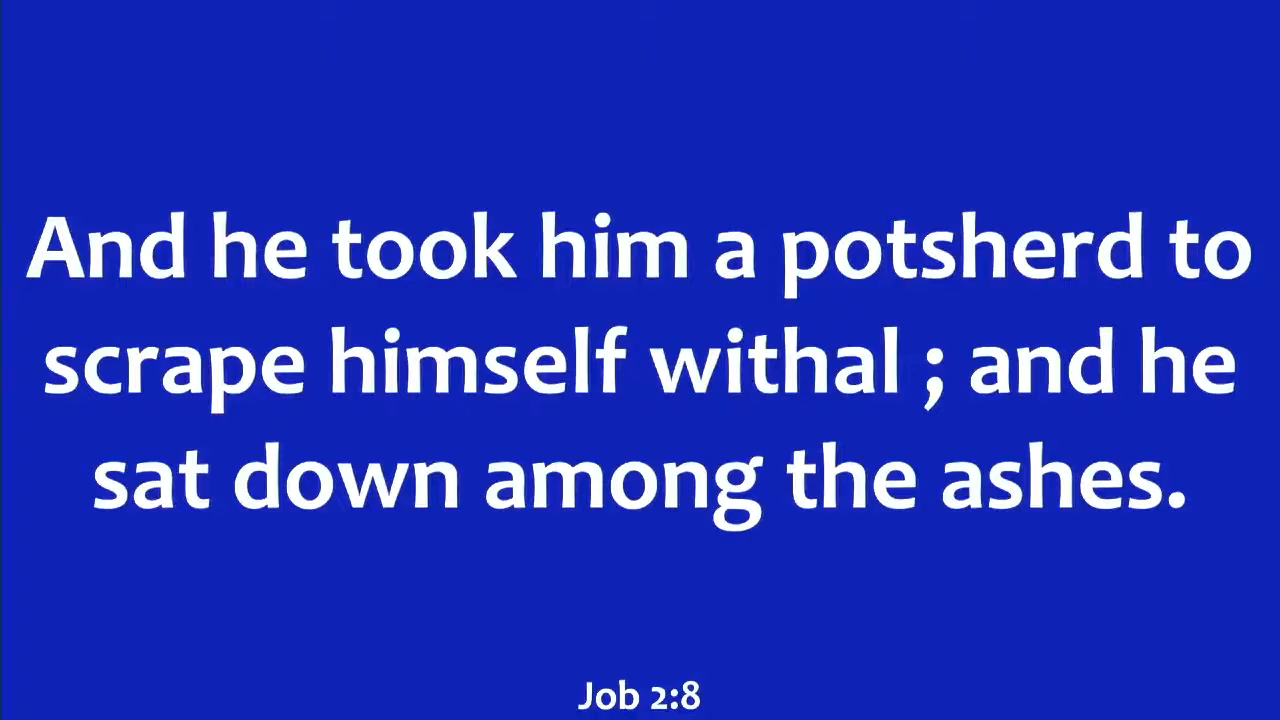 And he took him a potsherd to
scrape himself withal ; and he
sat down among the ashes.
Job 2:8